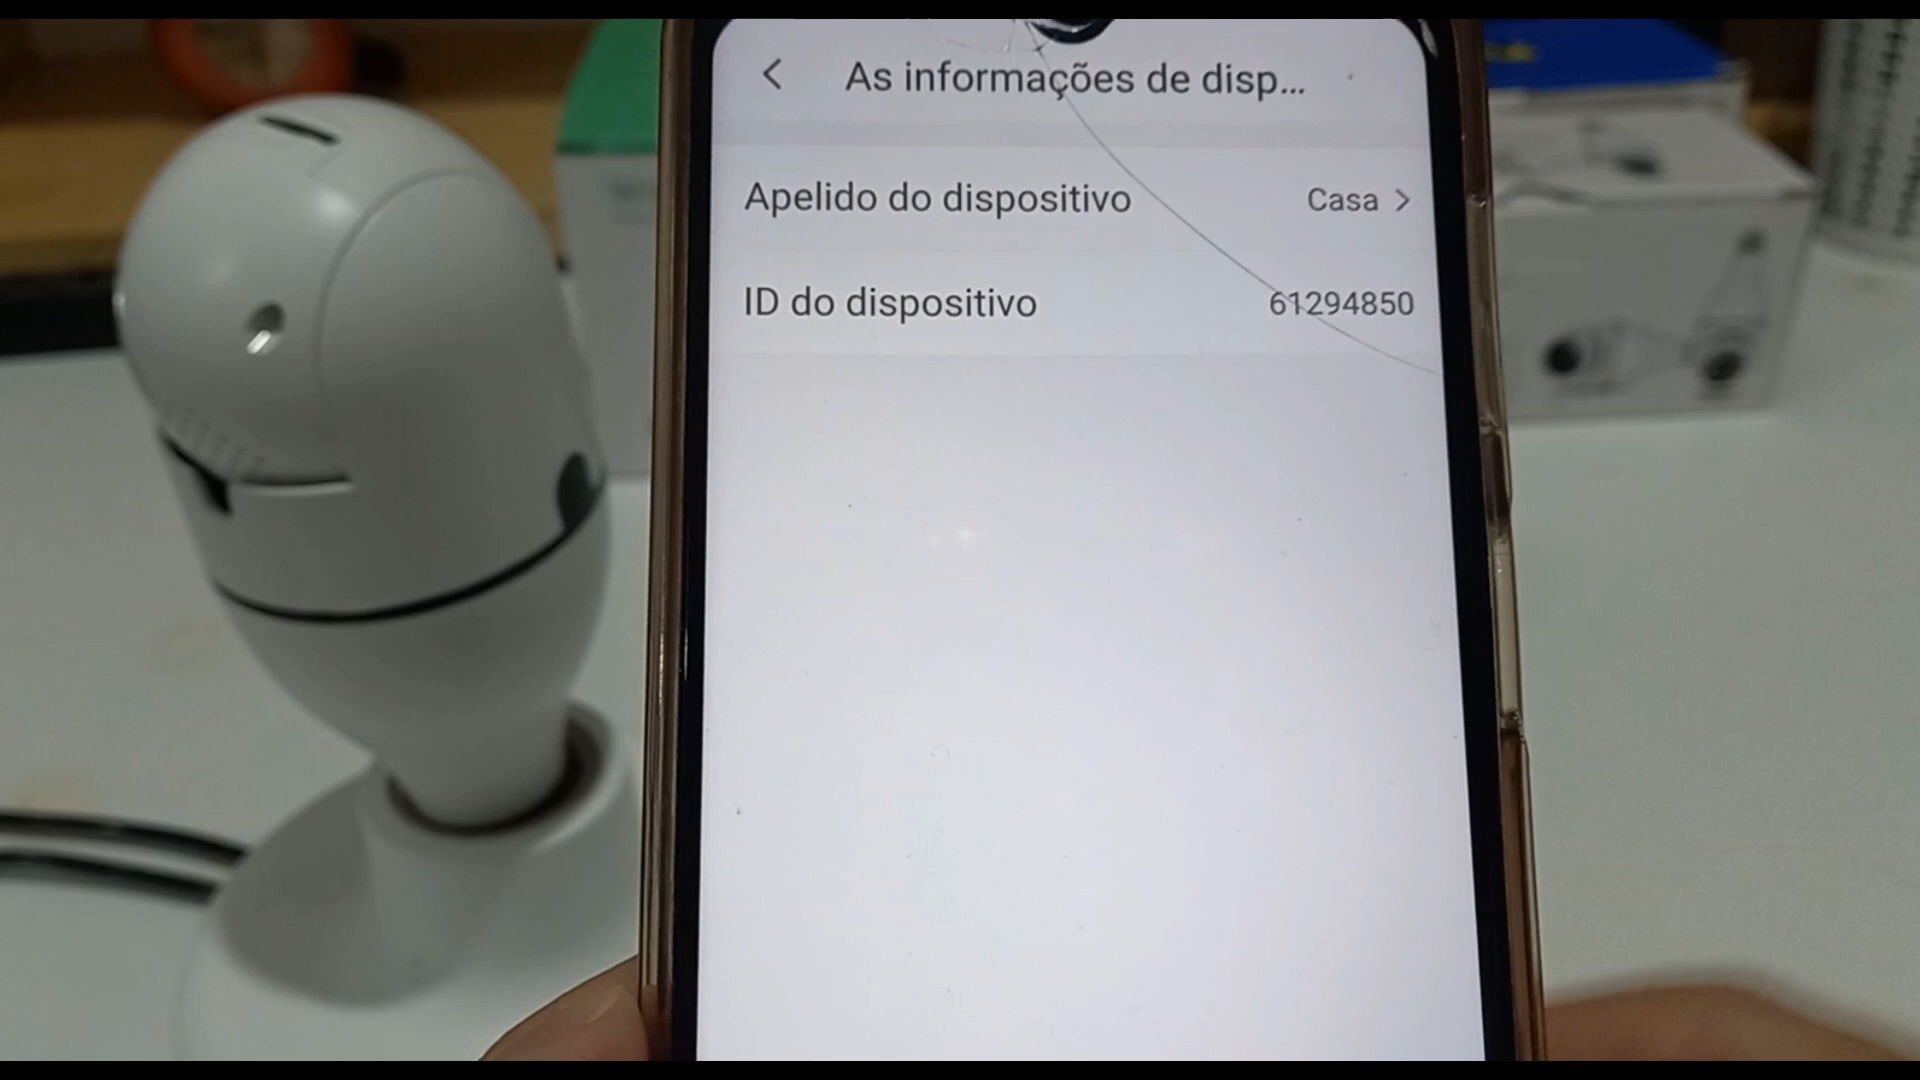 As informações de disp...
Apelido do dispositivo Casa
ID do dispositivo 61294850